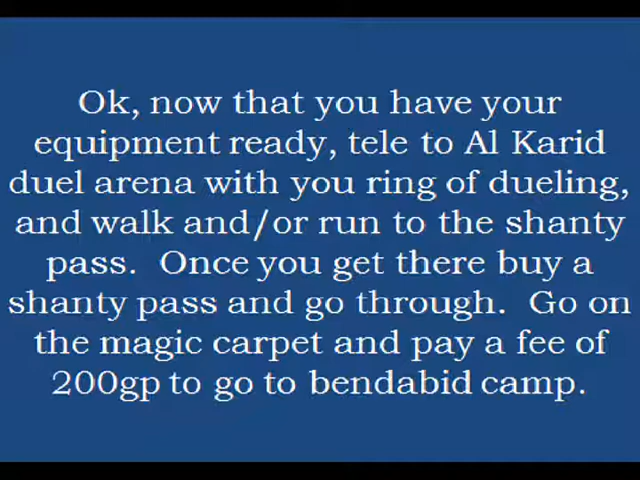 Ok, now that you have your
equipment ready, tele to Al Karid
duel arena with you ring of dueling,
and walk and/or run to the shanty
pass.  Once you get there buy a
shanty pass and go through.  Go on
the magic carpet and pay a fee of
200gp to go to bendabid camp.